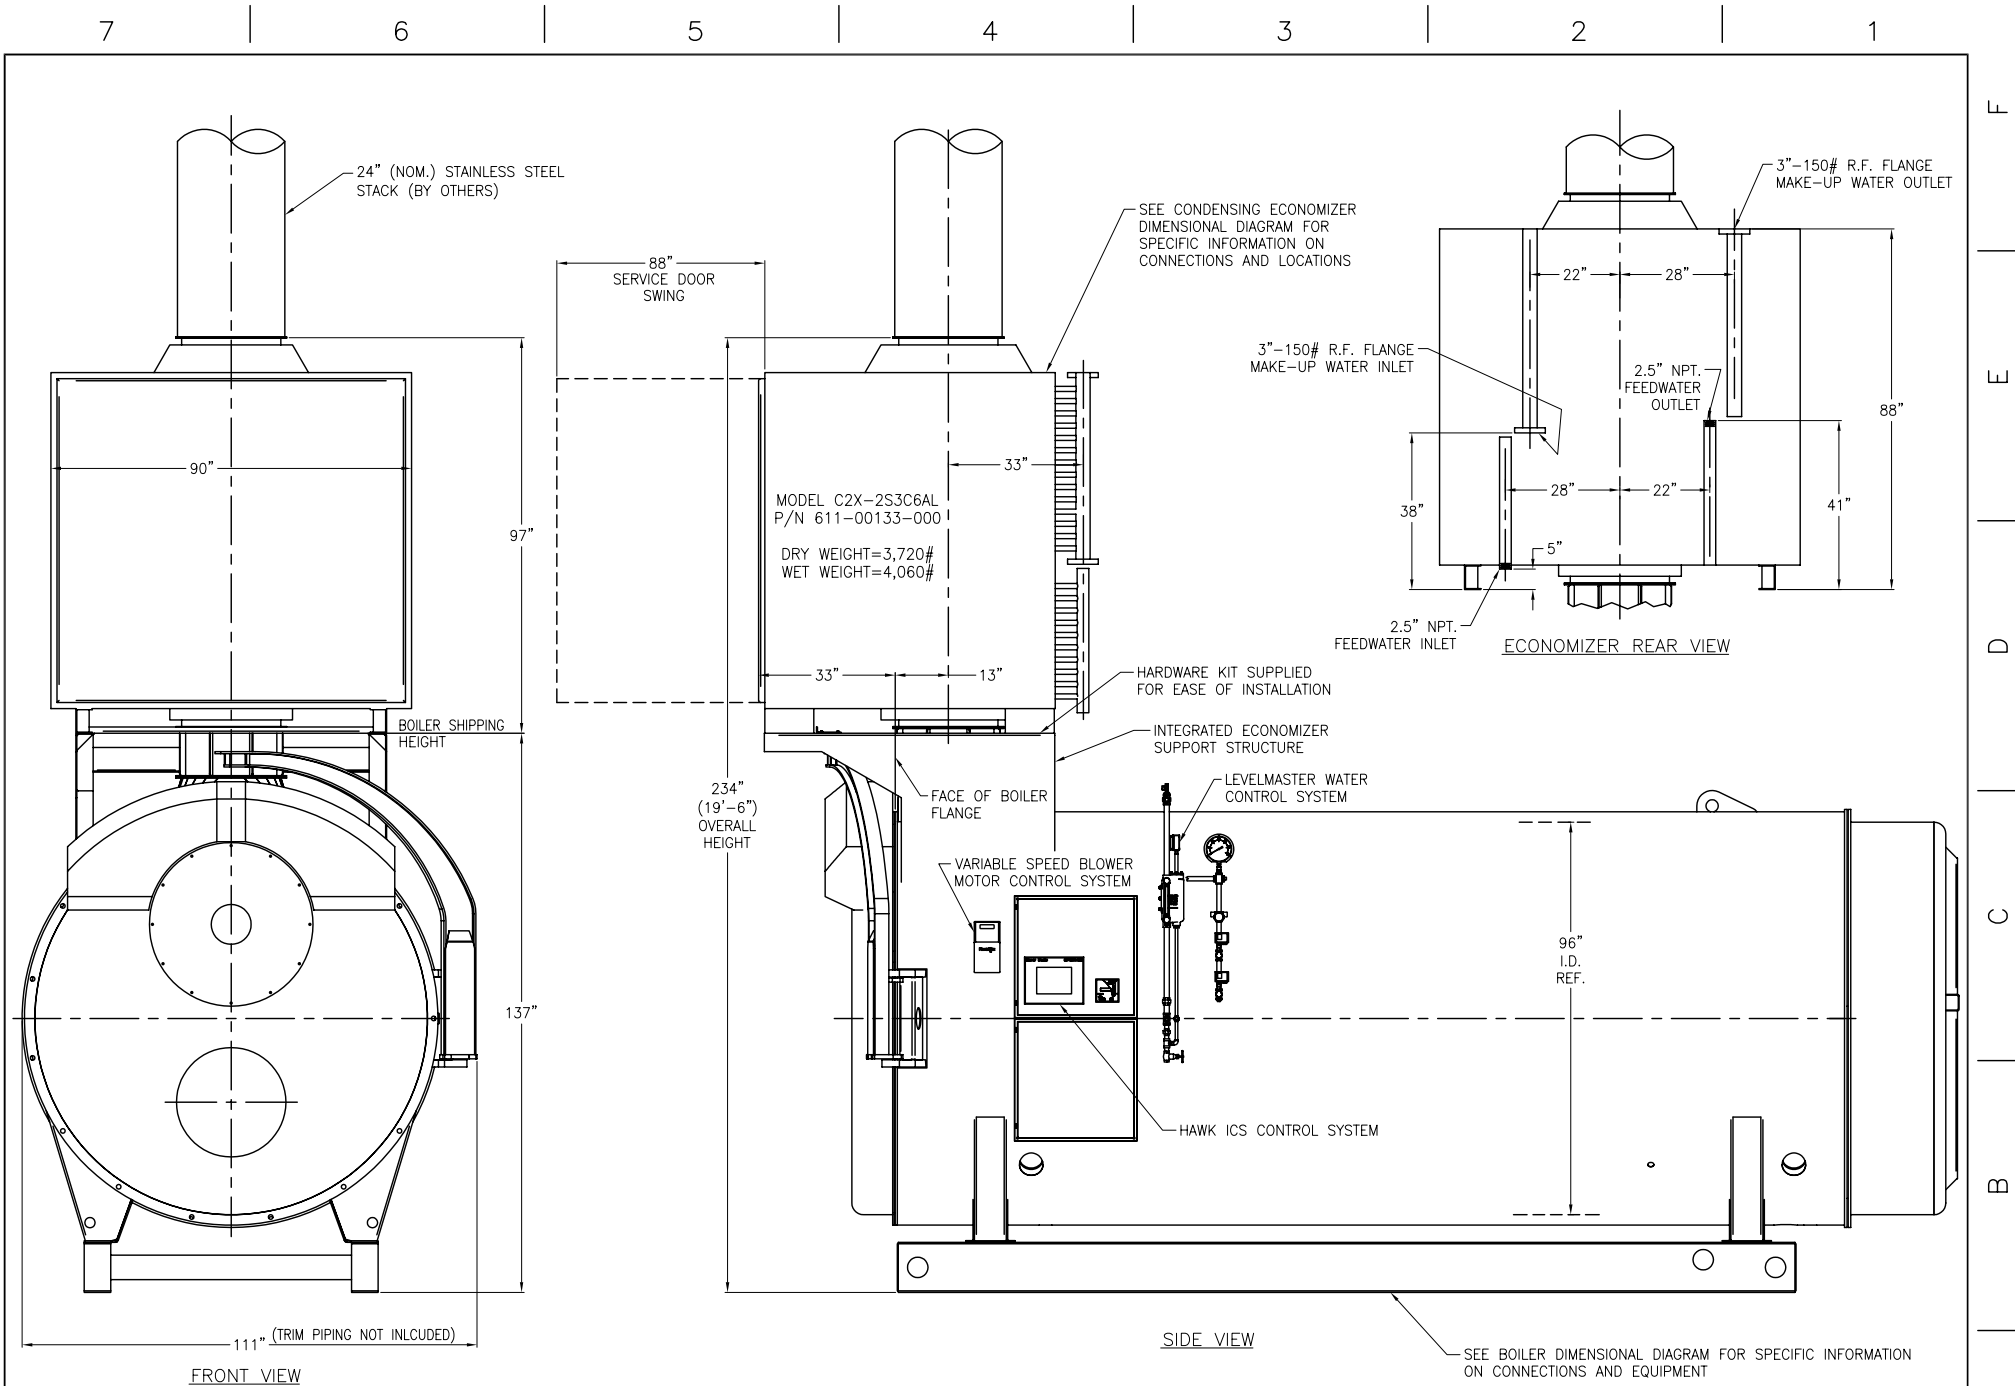 7 6 5 4 3 2 1
F
E
D
C
B
24" (NOM.) STAINLESS STEEL
STACK (BY OTHERS)
90"
97"
BOILER SHIPPING
HEIGHT
137"
111" (TRIM PIPING NOT INLCUDED)
FRONT VIEW
88"
SERVICE DOOR
SWING
SEE CONDENSING ECONOMIZER
DIMENSIONAL DIAGRAM FOR
SPECIFIC INFORMATION ON
CONNECTIONS AND LOCATIONS
33"
MODEL C2X-2S3C6AL
P/N 611-00133-000
DRY WEIGHT=3,720#
WET WEIGHT=4,060#
33"
13"
HARDWARE KIT SUPPLIED
FOR EASE OF INSTALLATION
INTEGRATED ECONOMIZER
SUPPORT STRUCTURE
234"
(19'-6")
OVERALL
HEIGHT
FACE OF BOILER
FLANGE
LEVELMASTER WATER
CONTROL SYSTEM
VARIABLE SPEED BLOWER
MOTOR CONTROL SYSTEM
96"
I.D.
REF.
HAWK ICS CONTROL SYSTEM
SIDE VIEW
SEE BOILER DIMENSIONAL DIAGRAM FOR SPECIFIC INFORMATION
ON CONNECTIONS AND EQUIPMENT
3"-150# R.F. FLANGE
MAKE-UP WATER OUTLET
22"
28"
3"-150# R.F. FLANGE
MAKE-UP WATER INLET
2.5" NPT.
FEEDWATER
OUTLET
88"
28"
22"
38"
41"
5"
2.5" NPT.
FEEDWATER INLET
ECONOMIZER REAR VIEW